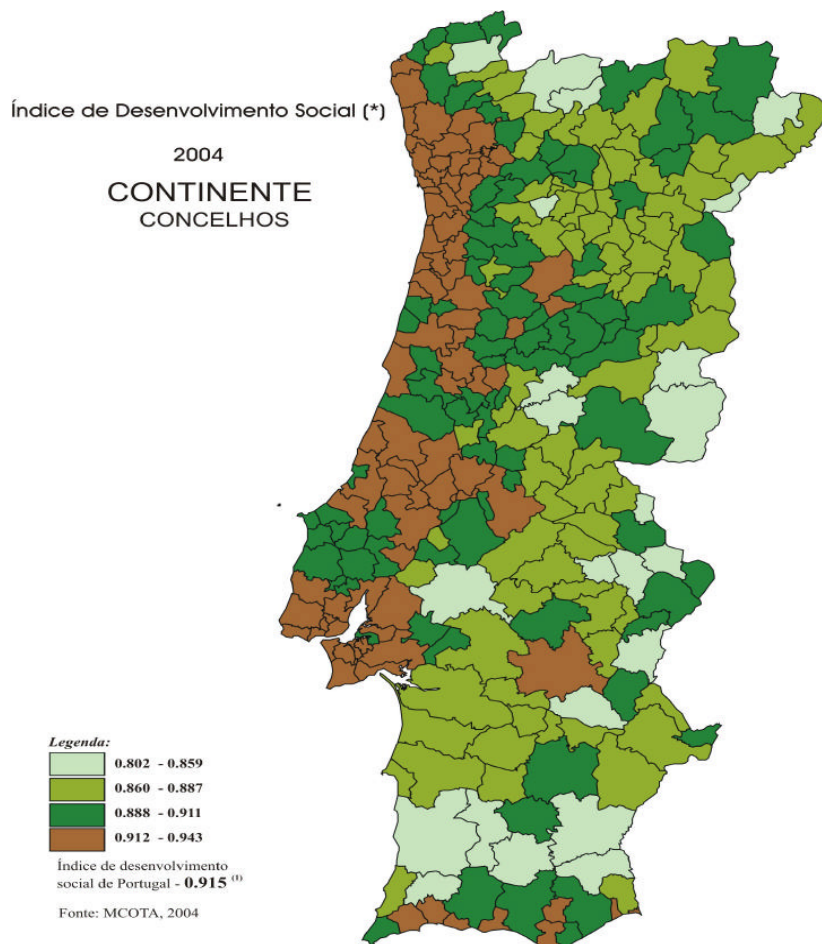 Índice de Desenvolvimento Social (*)
2004
CONTINENTE
CONCELHOS
Legenda:
0.802 - 0.859
0.860 - 0.887
0.888 - 0.911
0.912 - 0.943
Índice de desenvolvimento
social de Portugal - 0.915 (1)
Fonte: MCOTA, 2004